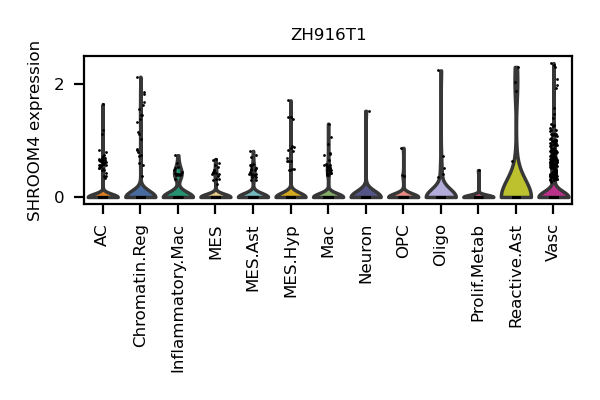 ZH916T1
SHROOM4 expression
2
0
AC
Chromatin.Reg
Inflammatory.Mac
MES
MES.Ast
MES.Hyp
Mac
Neuron
OPC
Oligo
Prolif.Metab
Reactive.Ast
Vasc